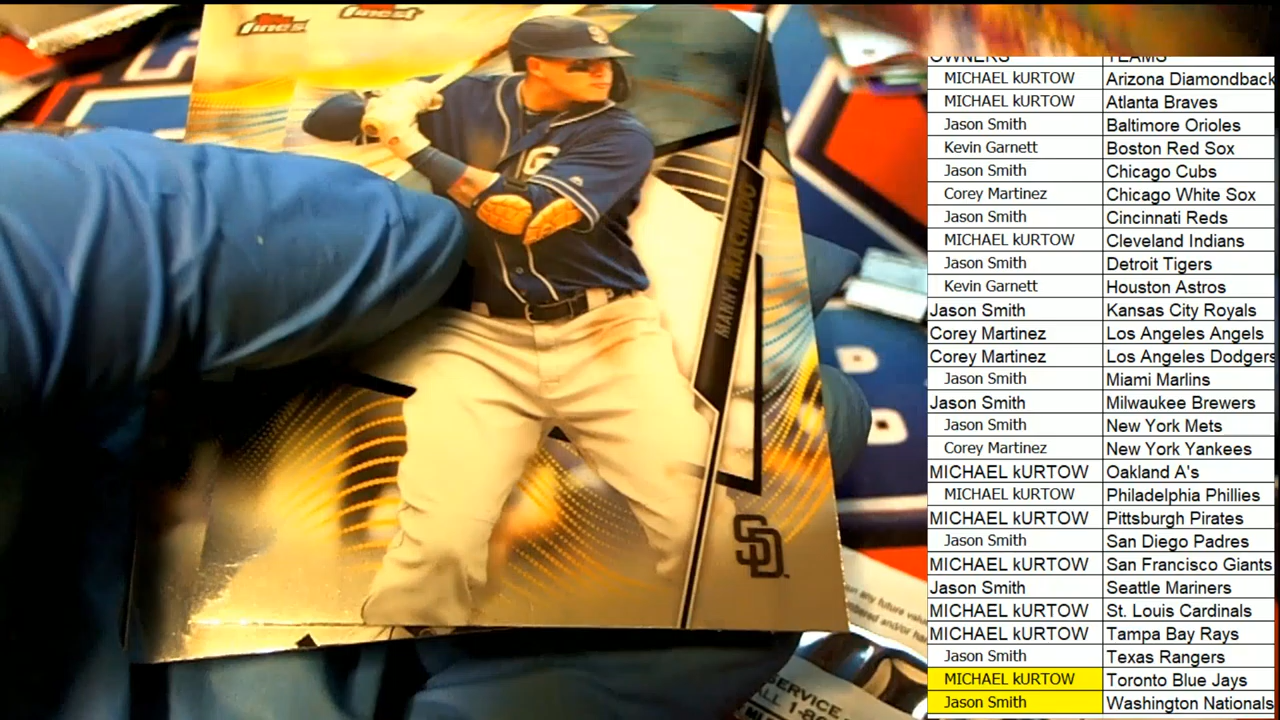 Finest
Finest
MANNY MACHADO
SD
SERVICE
ALL 1-8
any future value
OWNERS TEAMS
MICHAEL kURTOW Arizona Diamondback
MICHAEL kURTOW Atlanta Braves
Jason Smith Baltimore Orioles
Kevin Garnett Boston Red Sox
Jason Smith Chicago Cubs
Corey Martinez Chicago White Sox
Jason Smith Cincinnati Reds
MICHAEL kURTOW Cleveland Indians
Jason Smith Detroit Tigers
Kevin Garnett Houston Astros
Jason Smith Kansas City Royals
Corey Martinez Los Angeles Angels
Corey Martinez Los Angeles Dodgers
Jason Smith Miami Marlins
Jason Smith Milwaukee Brewers
Jason Smith New York Mets
Corey Martinez New York Yankees
MICHAEL kURTOW Oakland A's
MICHAEL kURTOW Philadelphia Phillies
MICHAEL kURTOW Pittsburgh Pirates
Jason Smith San Diego Padres
MICHAEL kURTOW San Francisco Giants
Jason Smith Seattle Mariners
MICHAEL kURTOW St. Louis Cardinals
MICHAEL kURTOW Tampa Bay Rays
Jason Smith Texas Rangers
MICHAEL kURTOW Toronto Blue Jays
Jason Smith Washington Nationals